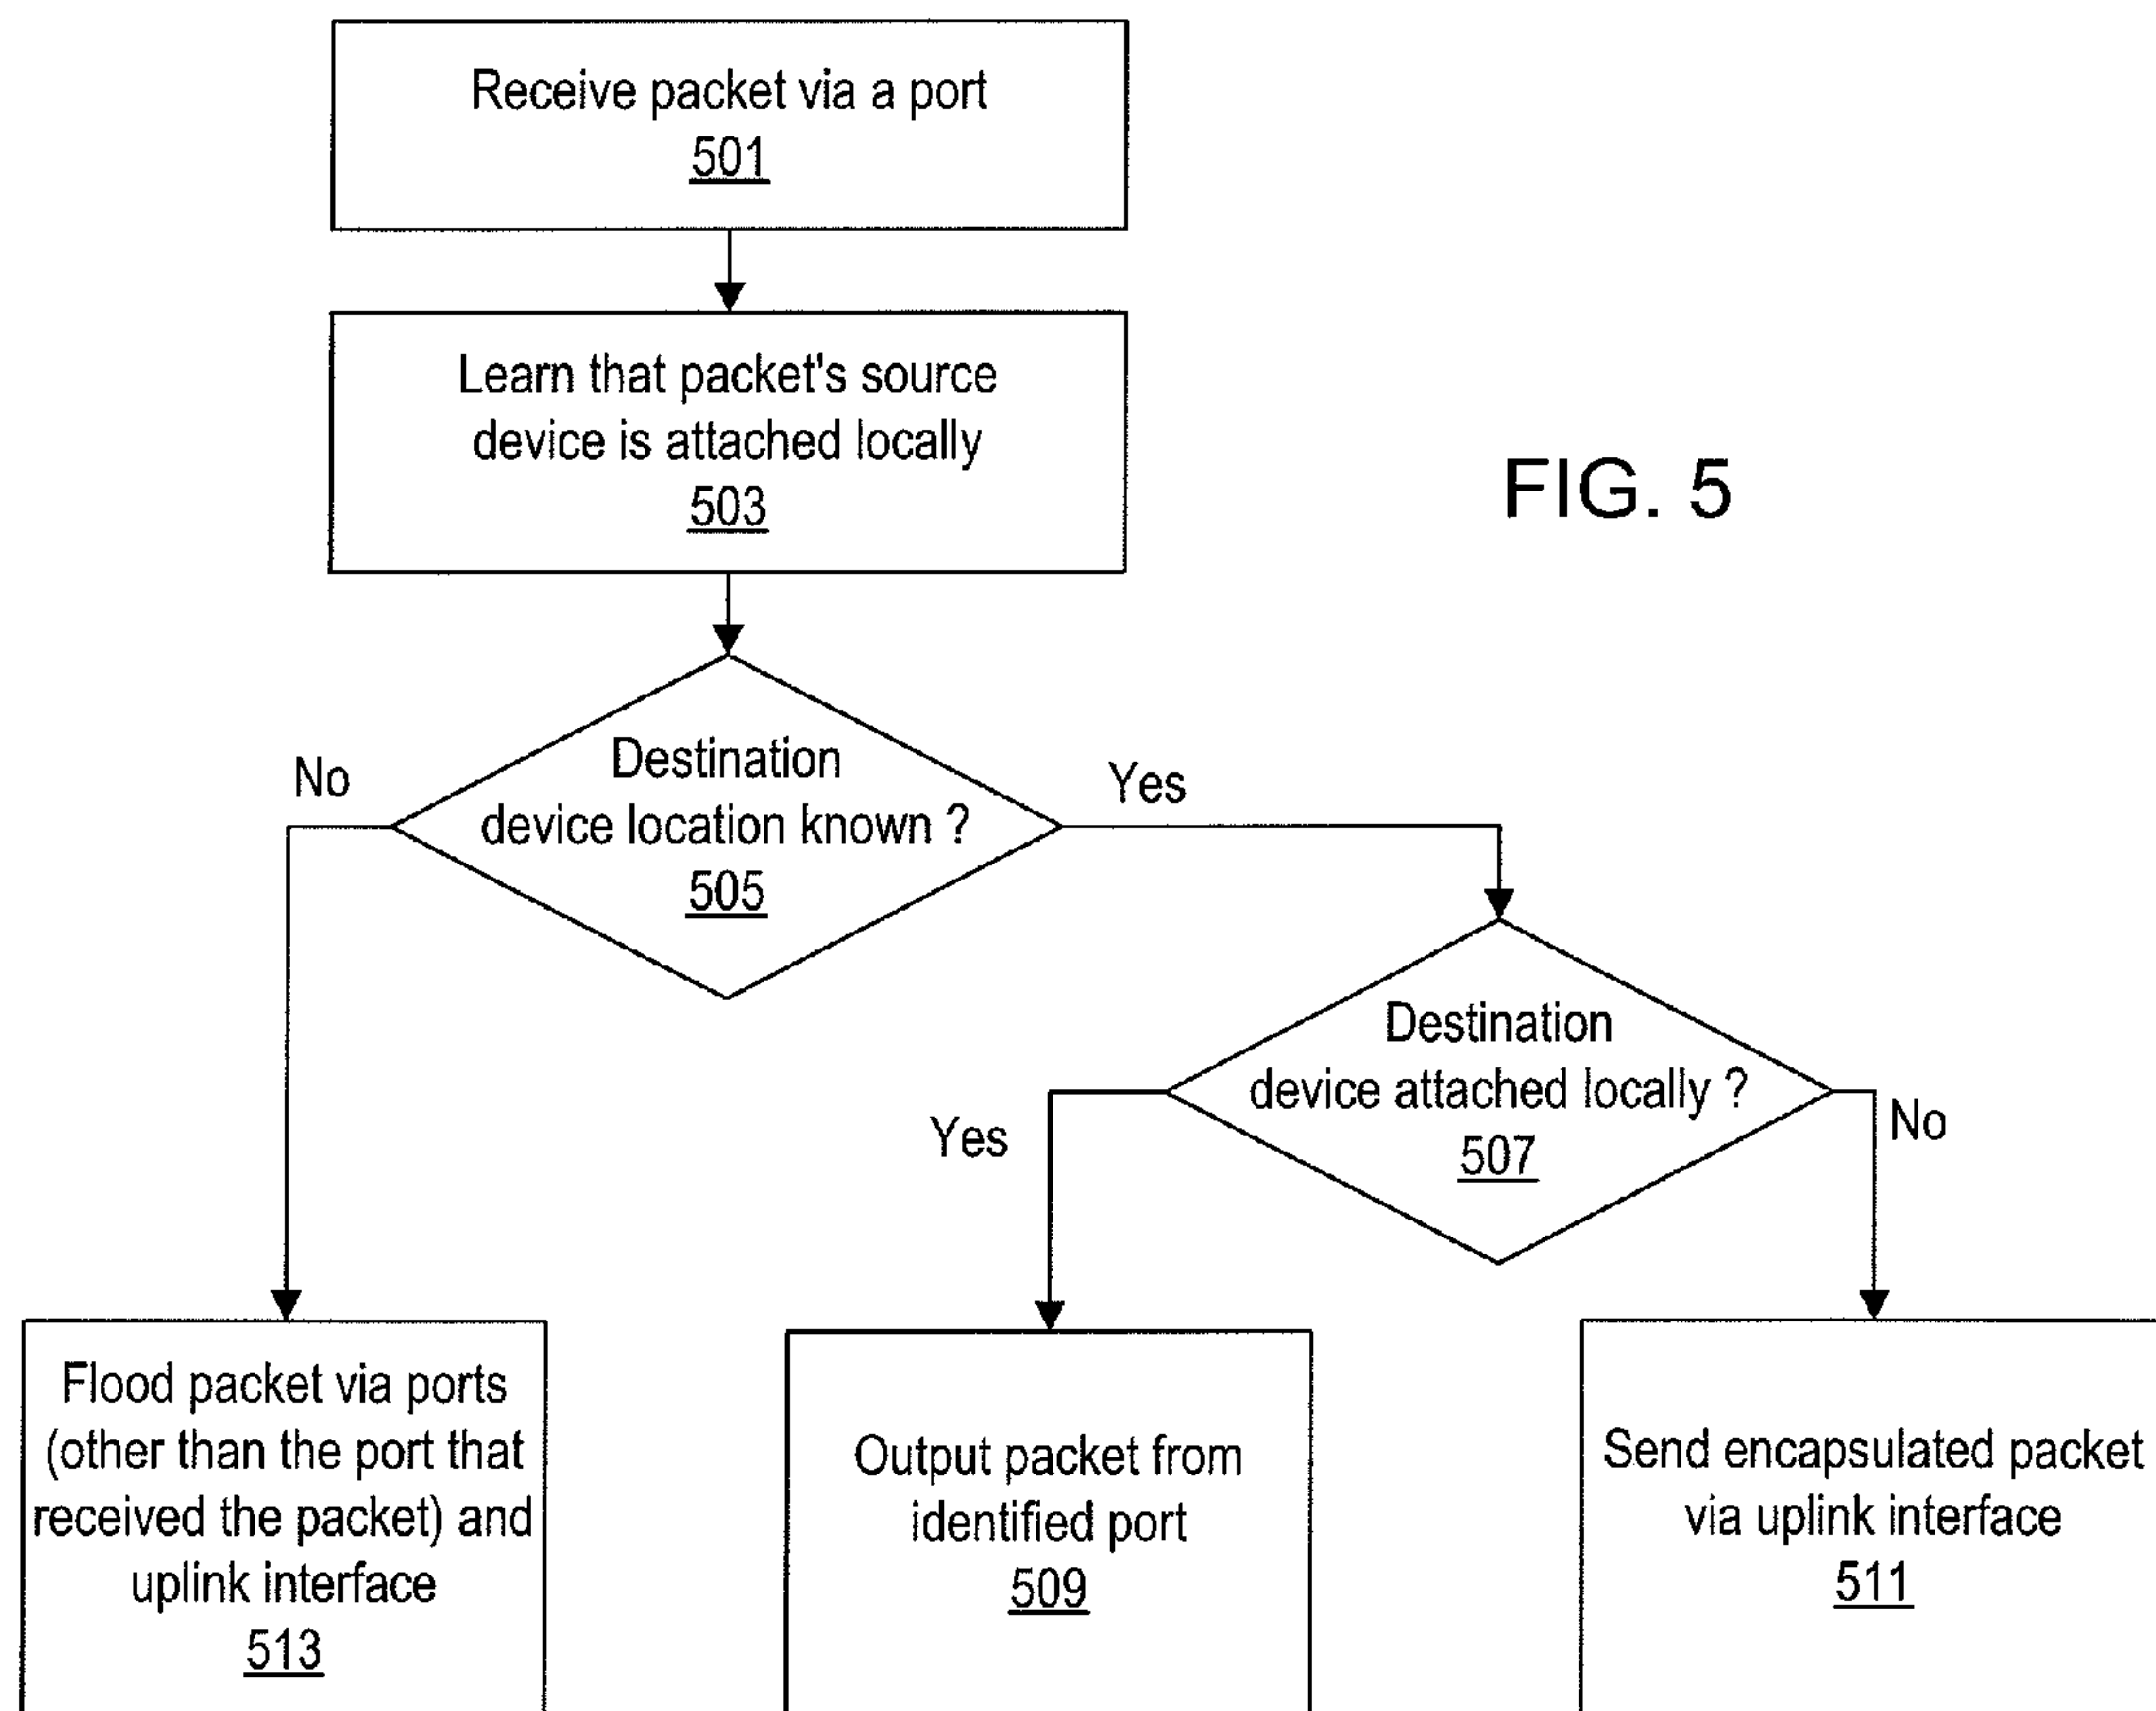 Receive packet via a port
501
Learn that packet's source
device is attached locally
503
FIG. 5
Destination
device location known ?
505
No
Yes
Destination
device attached locally ?
507
Yes
No
Flood packet via ports
(other than the port that
received the packet) and
uplink interface
513
Output packet from
identified port
509
Send encapsulated packet
via uplink interface
511